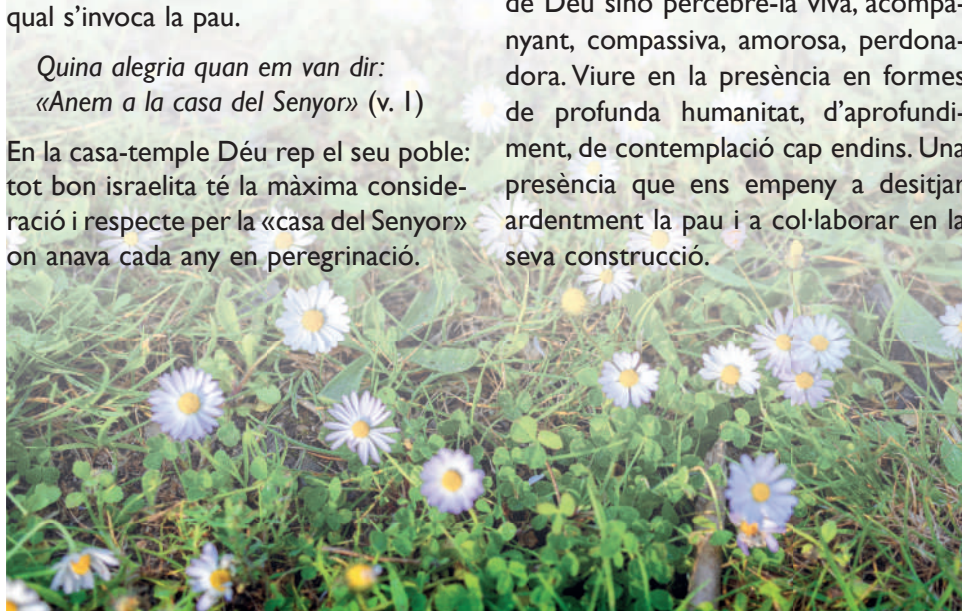 qual s’invoca la pau.
Quina alegria quan em van dir:
«Anem a la casa del Senyor» (v. 1)
En la casa-temple Déu rep el seu poble:
tot bon israelita té la màxima conside-
ració i respecte per la «casa del Senyor»
on anava cada any en peregrinació.
de Déu sinó percebre-la viva, acompa-
nyant, compassiva, amorosa, perdona-
dora. Viure en la presència en formes
de profunda humanitat, d’aprofundi-
ment, de contemplació cap endins. Una
presència que ens empeny a desitjar
ardentment la pau i a col·laborar en la
seva construcció.